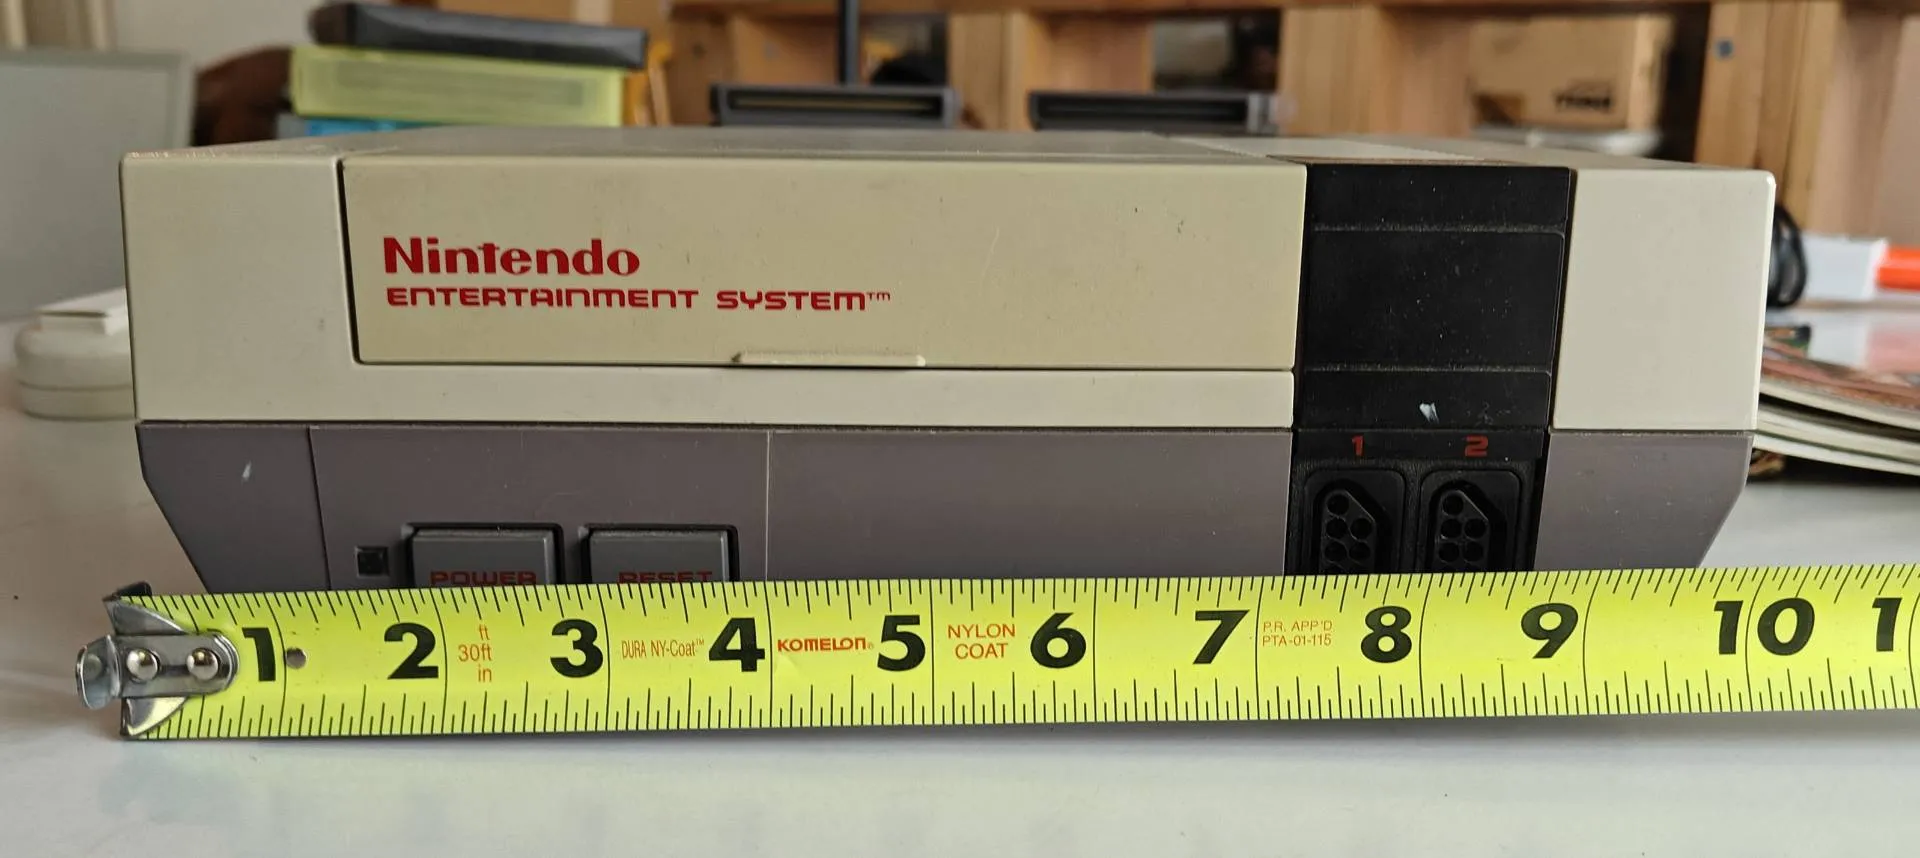 Nintendo
ENTERTAINMENT SYSTEM™
1 2
POWER RESET
1 2 3 4 5 6 7 8 9 10 1
ft
30ft
in
DURA NY-Coat™
KOMELON®
NYLON
COAT
P.R. APP'D
PTA-01-115